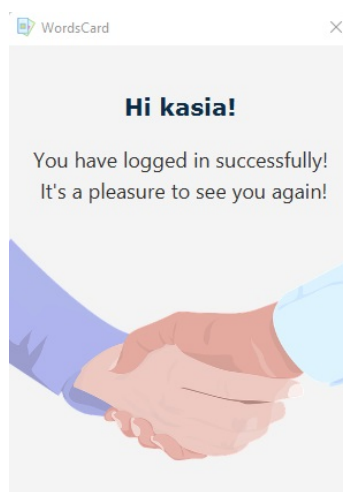 WordsCard
Hi kasia!
You have logged in successfully!
It's a pleasure to see you again!